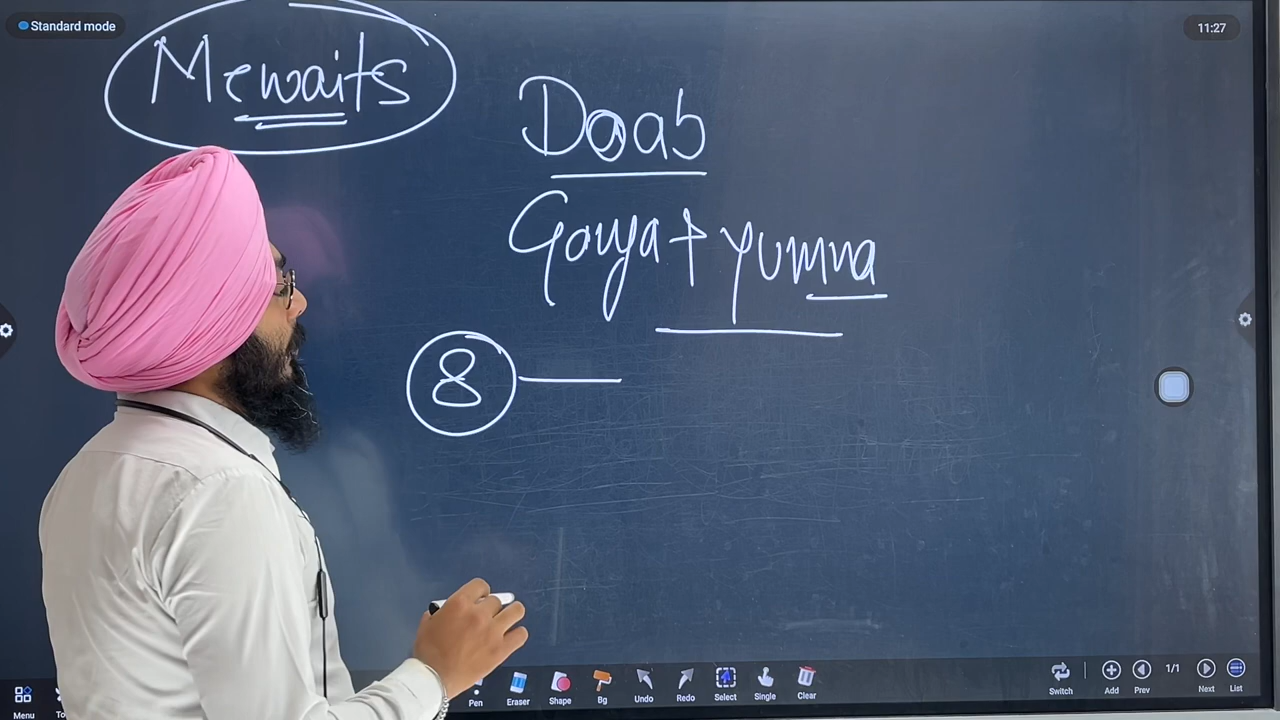 Standard mode
11:27
Mewaits
Doab
Ganga + yumna
8
Menu
Pen
Eraser
Shape
Bg
Undo
Redo
Select
Single
Clear
Switch
Add
Prev
1/1
Next
List